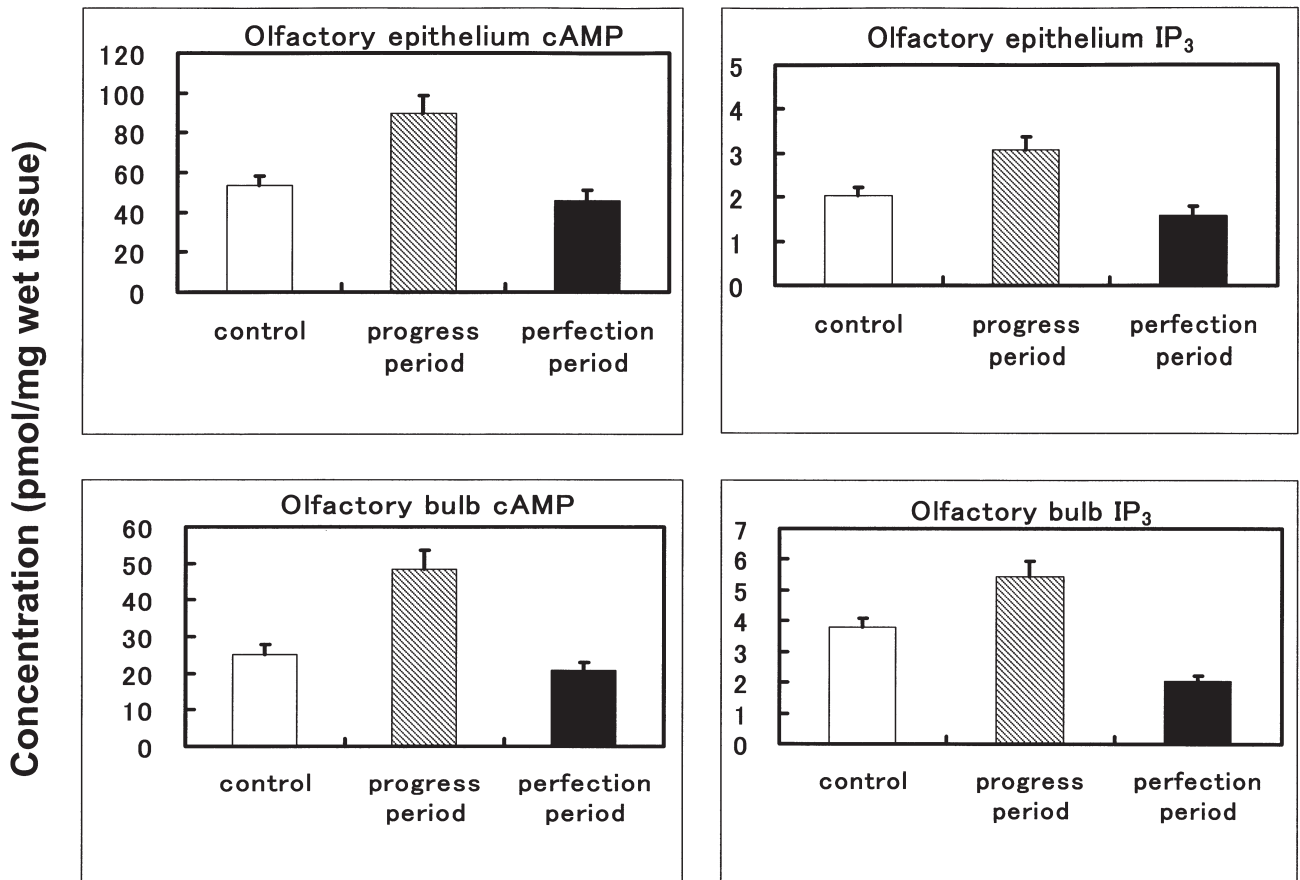 Concentration (pmol/mg wet tissue)
Olfactory epithelium cAMP
120
100
80
60
40
20
0
control
progress
period
perfection
period
Olfactory epithelium IP₃
5
4
3
2
1
0
control
progress
period
perfection
period
Olfactory bulb cAMP
60
50
40
30
20
10
0
control
progress
period
perfection
period
Olfactory bulb IP₃
7
6
5
4
3
2
1
0
control
progress
period
perfection
period